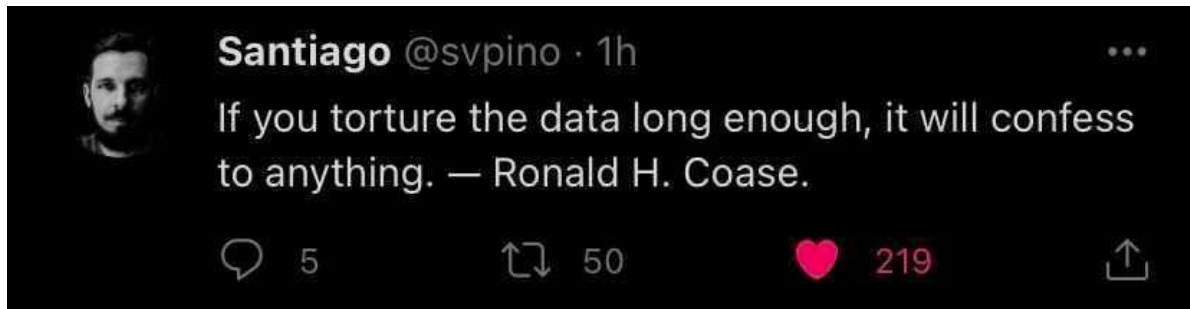 Santiago @svpino · 1h
If you torture the data long enough, it will confess
to anything. — Ronald H. Coase.
5 50 219